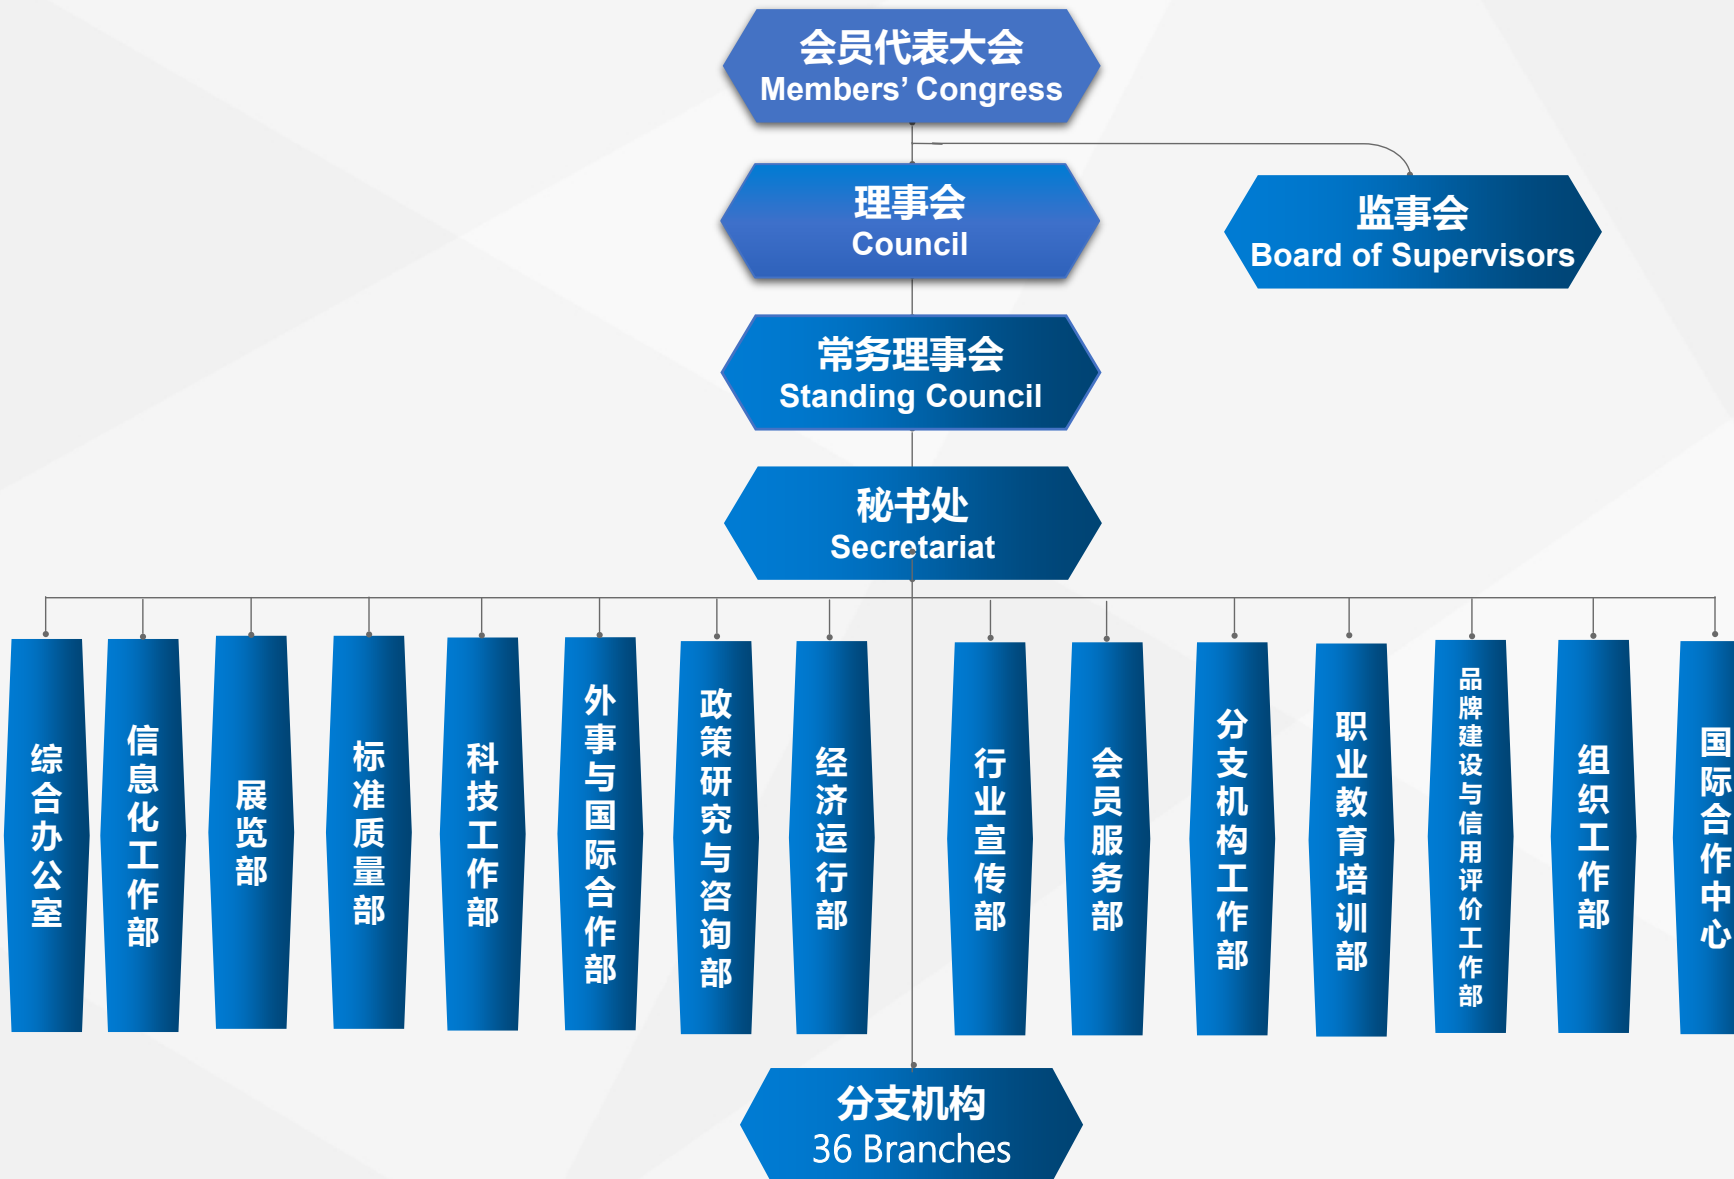 会员代表大会
Members’ Congress
理事会
Council
监事会
Board of Supervisors
常务理事会
Standing Council
秘书处
Secretariat
综合办公室
信息化工作部
展览部
标准质量部
科技工作部
外事与国际合作部
政策研究与咨询部
经济运行部
行业宣传部
会员服务部
分支机构工作部
职业教育培训部
品牌建设与信用评价工作部
组织工作部
国际合作中心
分支机构
36 Branches